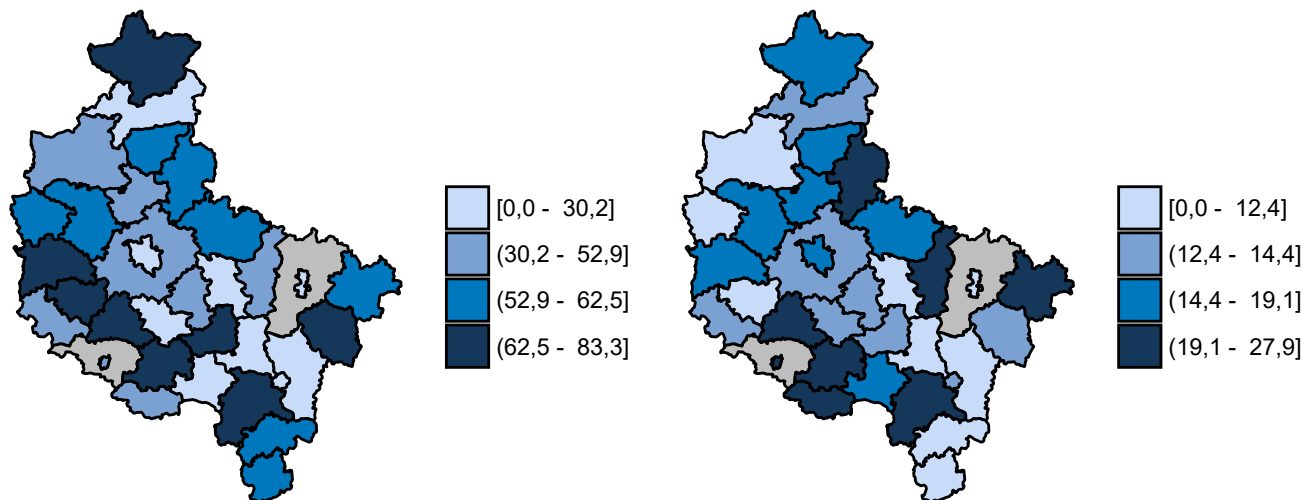 [0,0 - 30,2]
(30,2 - 52,9]
(52,9 - 62,5]
(62,5 - 83,3]
[0,0 - 12,4]
(12,4 - 14,4]
(14,4 - 19,1]
(19,1 - 27,9]